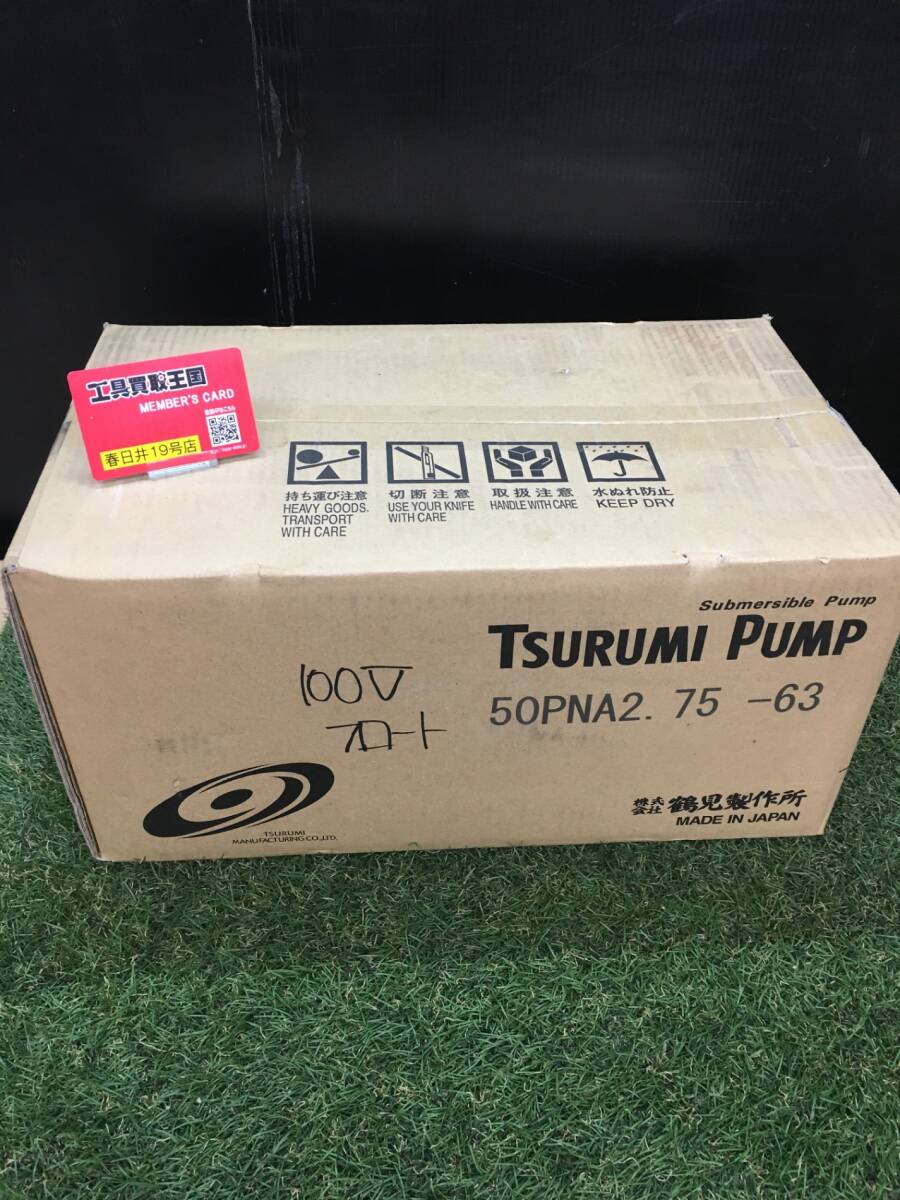 工具買取王国
MEMBER'S CARD
春日井19号店
持ち運び注意
HEAVY GOODS.
TRANSPORT
WITH CARE
切断注意
USE YOUR KNIFE
WITH CARE
取扱注意
HANDLE WITH CARE
水ぬれ防止
KEEP DRY
Submersible Pump
TSURUMI PUMP
50PNA2. 75 -63
100V
フロート
TSURUMI
MANUFACTURING CO.,LTD.
株式会社 鶴見製作所
MADE IN JAPAN